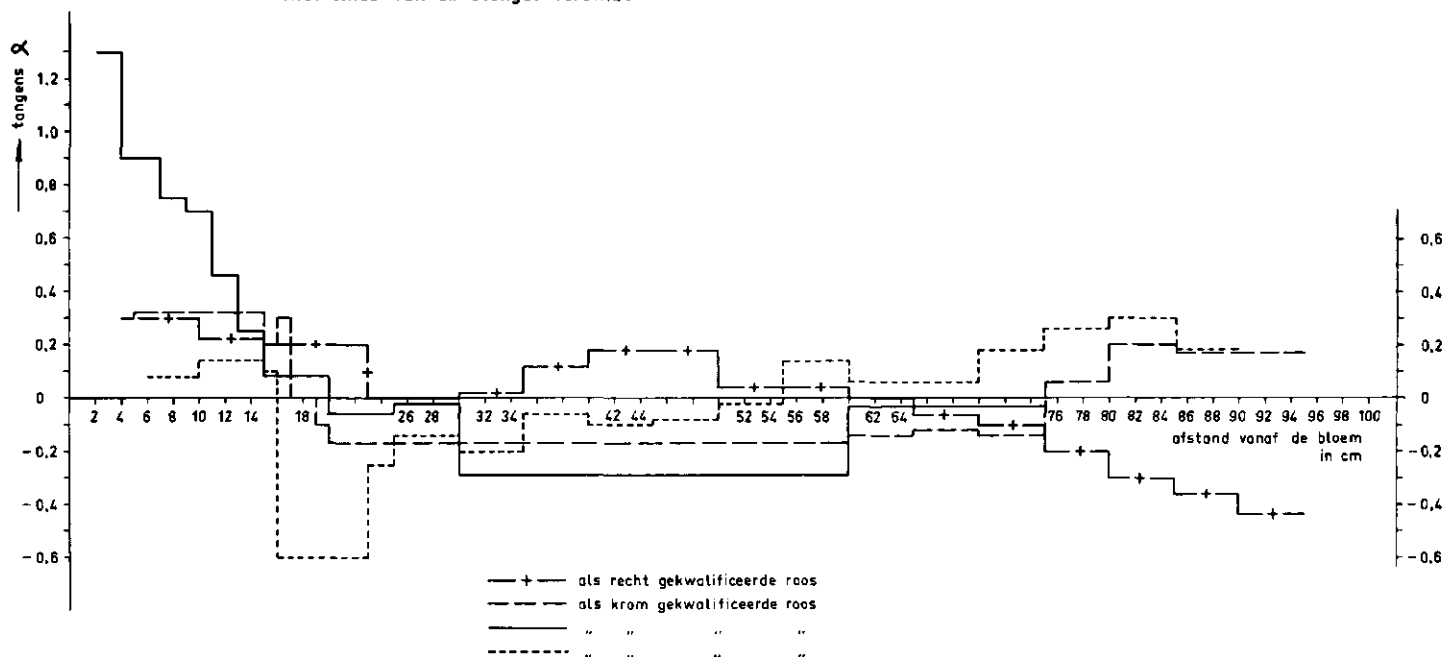 tangens α
1,2
1,0
0,8
0,6
0,4
0,2
0
-0,2
-0,4
-0,6
2 4 6 8 10 12 14 18 26 28 32 34 42 44 52 54 56 58 62 64 76 78 80 82 84 86 88 90 92 94 96 98 100
0,6
0,4
0,2
0
-0,2
-0,4
-0,6
afstand vanaf de bloem
in cm
als recht gekwalificeerde roos
als krom gekwalificeerde roos
" " " "
" " " "